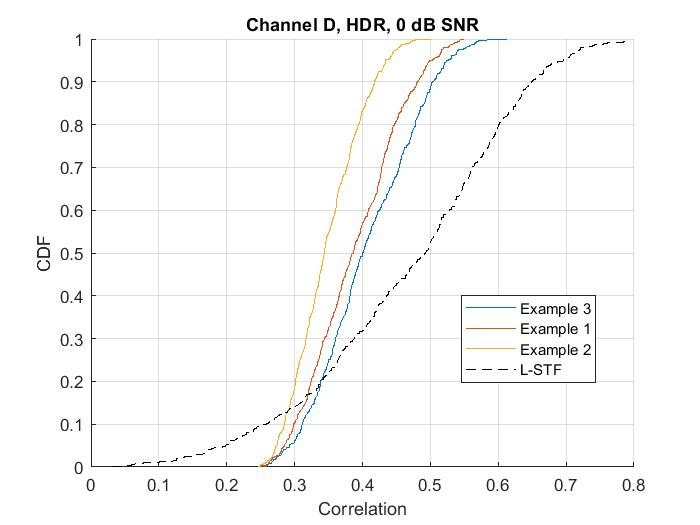 Channel D, HDR, 0 dB SNR
1
0.9
0.8
0.7
0.6
0.5
0.4
0.3
0.2
0.1
0
CDF
Example 3
Example 1
Example 2
L-STF
0 0.1 0.2 0.3 0.4 0.5 0.6 0.7 0.8
Correlation